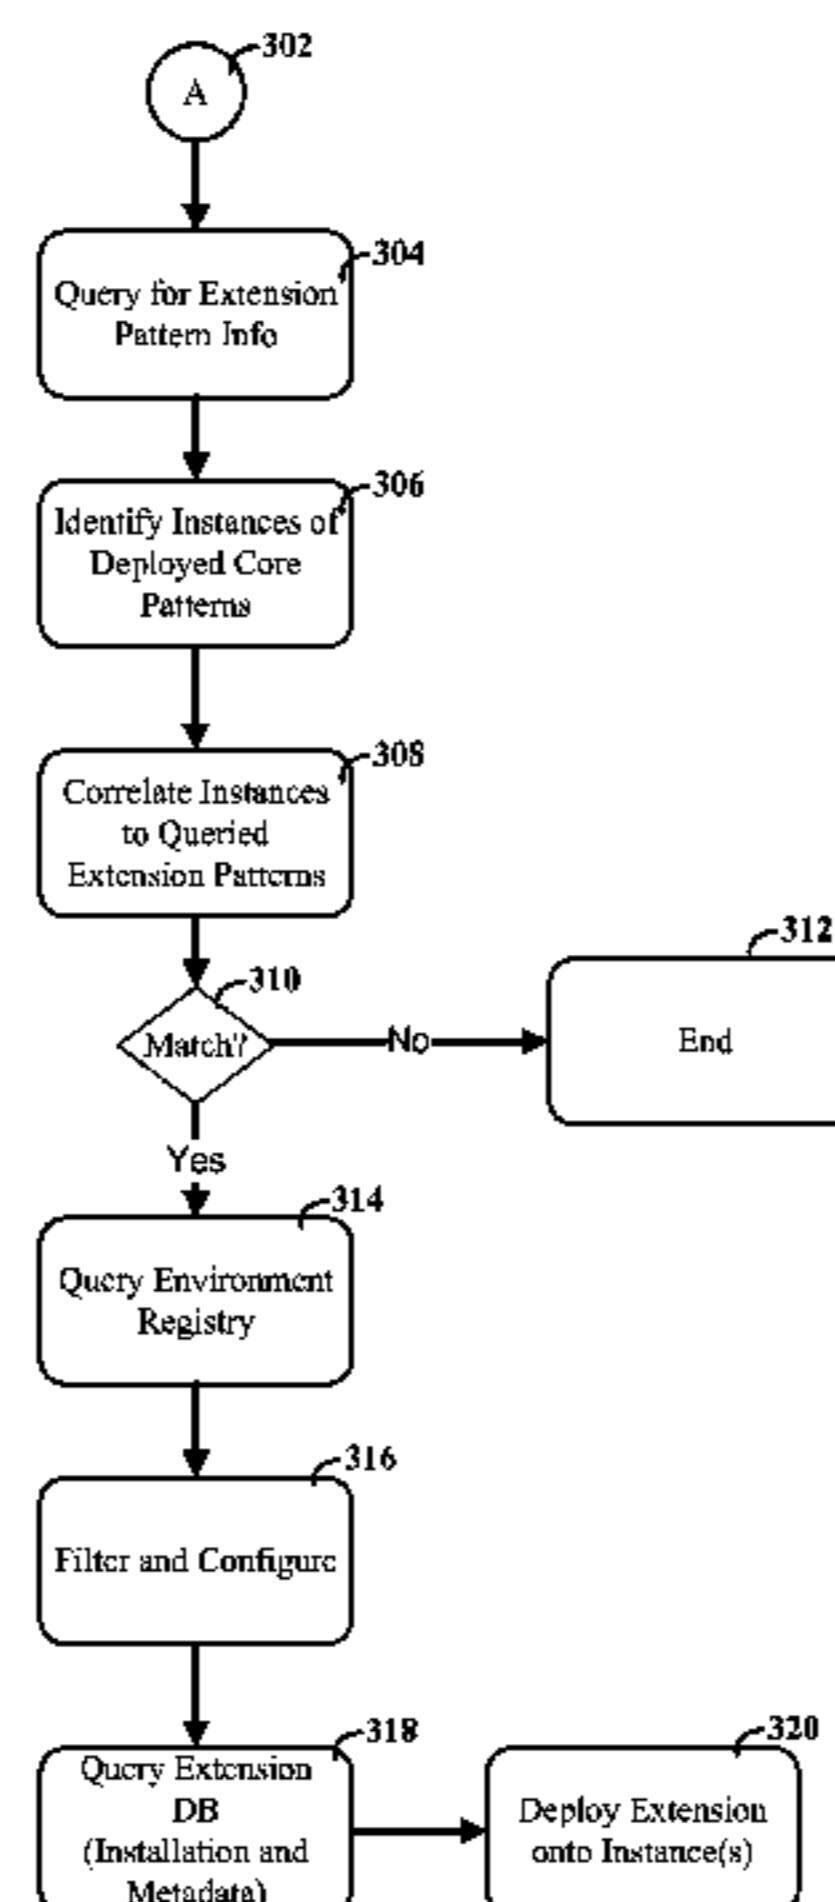 302
A
304
Query for Extension
Pattern Info
306
Identify Instances of
Deployed Core
Patterns
308
Correlate Instances
to Queried
Extension Patterns
310
Match?
No
312
End
Yes
314
Query Environment
Registry
316
Filter and Configure
318
Query Extension
DB
(Installation and
Metadata)
320
Deploy Extension
onto Instance(s)